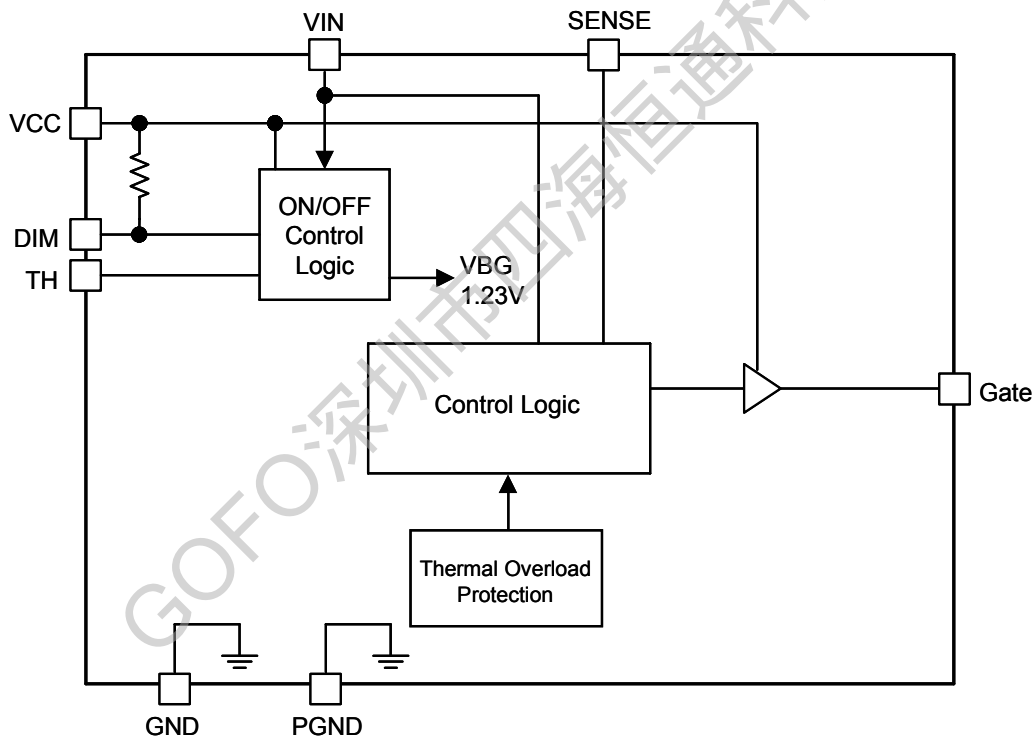 VIN
SENSE
VCC
DIM
TH
ON/OFF
Control
Logic
VBG
1.23V
Control Logic
Gate
Thermal Overload
Protection
GND
PGND
GOFO深圳市四海恒通科